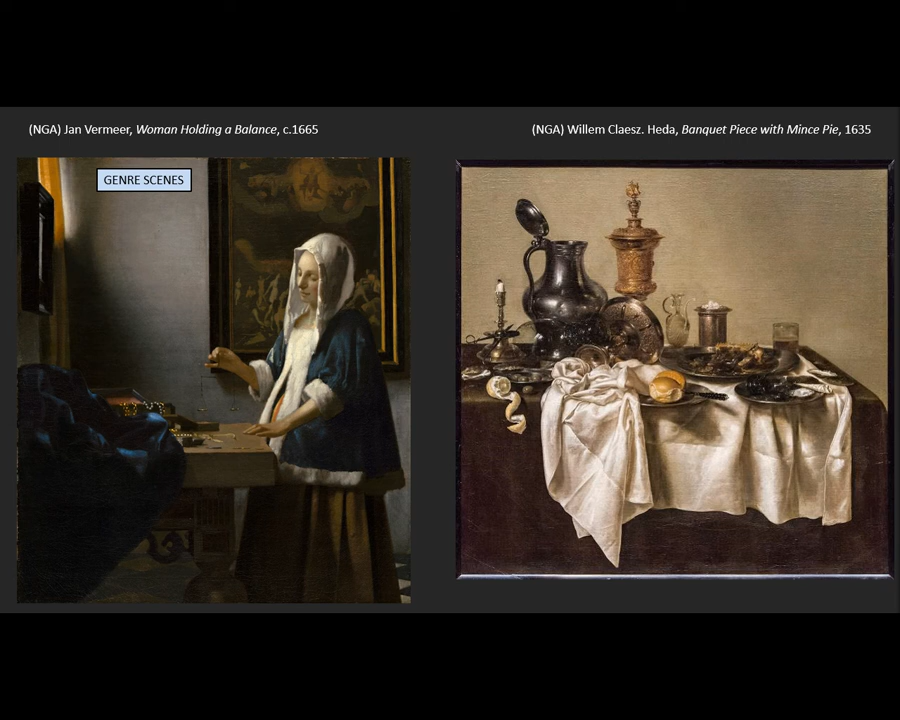 (NGA) Jan Vermeer, Woman Holding a Balance, c.1665
(NGA) Willem Claesz. Heda, Banquet Piece with Mince Pie, 1635
GENRE SCENES